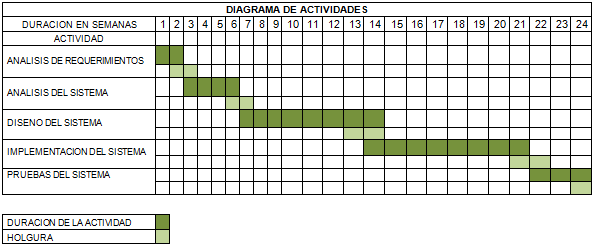 DIAGRAMA DE ACTIVIDADES
DURACION EN SEMANAS 1 2 3 4 5 6 7 8 9 10 11 12 13 14 15 16 17 18 19 20 21 22 23 24
ACTIVIDAD
ANALISIS DE REQUERIMIENTOS
ANALISIS DEL SISTEMA
DISENO DEL SISTEMA
IMPLEMENTACION DEL SISTEMA
PRUEBAS DEL SISTEMA
DURACION DE LA ACTIVIDAD
HOLGURA